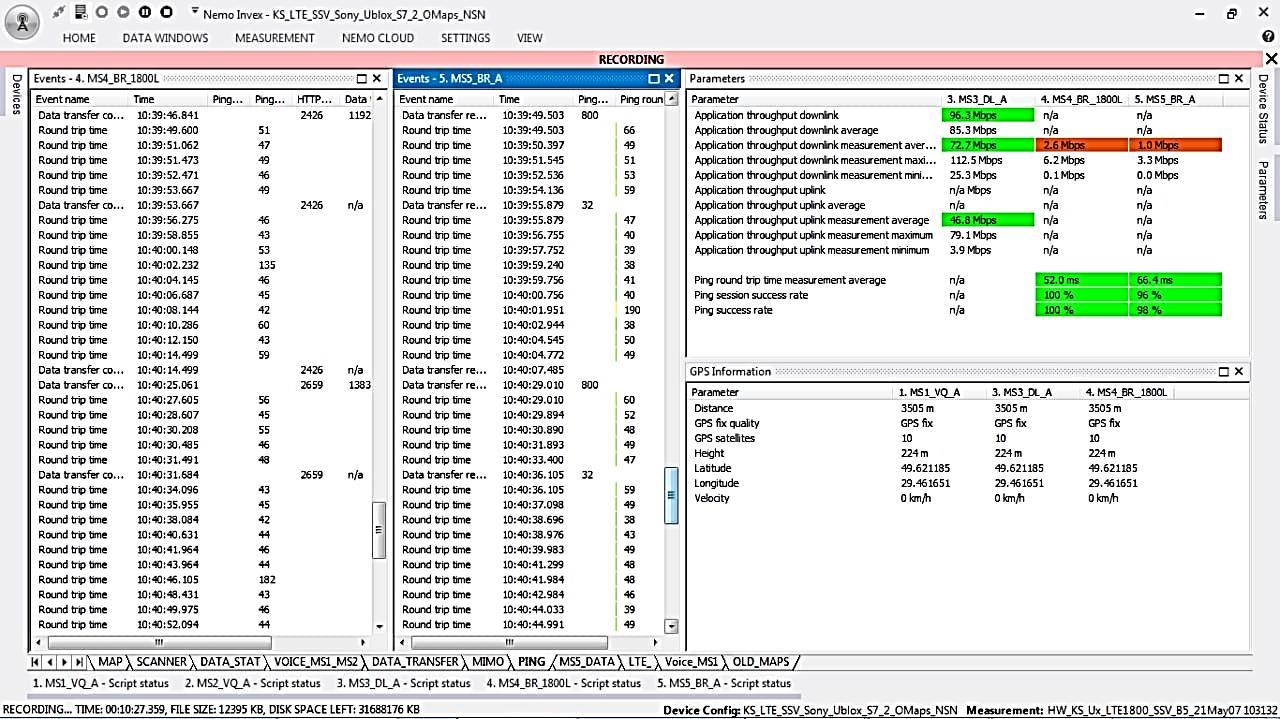 Nemo Invex - KS_LTE_SSV_Sony_Ublox_S7_2_OMaps_NSN
HOME DATA WINDOWS MEASUREMENT NEMO CLOUD SETTINGS VIEW
RECORDING
Devices
Events - 4. MS4_BR_1800L
Event name Time Ping... Ping... HTTP... Data
Data transfer co... 10:39:46.841 2426 1192
Round trip time 10:39:49.600 51
Round trip time 10:39:51.062 47
Round trip time 10:39:51.473 49
Round trip time 10:39:52.471 46
Round trip time 10:39:53.667 49
Data transfer co... 10:39:53.667 2426 n/a
Round trip time 10:39:56.275 46
Round trip time 10:39:58.855 43
Round trip time 10:40:00.148 53
Round trip time 10:40:02.232 135
Round trip time 10:40:04.145 46
Round trip time 10:40:06.687 45
Round trip time 10:40:08.144 42
Round trip time 10:40:10.286 60
Round trip time 10:40:12.150 43
Round trip time 10:40:14.499 59
Data transfer co... 10:40:14.499 2426 n/a
Data transfer co... 10:40:25.061 2659 1383
Round trip time 10:40:27.605 56
Round trip time 10:40:28.607 45
Round trip time 10:40:30.208 55
Round trip time 10:40:30.485 46
Round trip time 10:40:31.491 48
Data transfer co... 10:40:31.684 2659 n/a
Round trip time 10:40:34.096 43
Round trip time 10:40:35.955 45
Round trip time 10:40:38.084 42
Round trip time 10:40:40.631 44
Round trip time 10:40:41.964 46
Round trip time 10:40:43.964 44
Round trip time 10:40:46.105 182
Round trip time 10:40:48.431 43
Round trip time 10:40:49.975 46
Round trip time 10:40:52.094 44
Events - 5. MS5_BR_A
Event name Time Ping... Ping roun
Data transfer re... 10:39:49.503 800
Round trip time 10:39:49.503 66
Round trip time 10:39:50.397 49
Round trip time 10:39:51.545 51
Round trip time 10:39:52.536 53
Round trip time 10:39:54.136 59
Data transfer re... 10:39:55.879 32
Round trip time 10:39:55.879 47
Round trip time 10:39:56.755 40
Round trip time 10:39:57.752 39
Round trip time 10:39:59.240 38
Round trip time 10:39:59.756 41
Round trip time 10:40:00.756 40
Round trip time 10:40:01.951 190
Round trip time 10:40:02.944 38
Round trip time 10:40:04.545 50
Round trip time 10:40:04.772 49
Data transfer re... 10:40:07.485
Data transfer re... 10:40:29.010 800
Round trip time 10:40:29.010 60
Round trip time 10:40:29.894 52
Round trip time 10:40:30.890 48
Round trip time 10:40:31.893 49
Round trip time 10:40:33.400 47
Data transfer re... 10:40:36.105 32
Round trip time 10:40:36.105 59
Round trip time 10:40:37.098 49
Round trip time 10:40:38.696 38
Round trip time 10:40:38.976 43
Round trip time 10:40:39.983 49
Round trip time 10:40:41.299 48
Round trip time 10:40:41.984 48
Round trip time 10:40:42.984 46
Round trip time 10:40:44.033 39
Round trip time 10:40:44.991 49
Parameters
Parameter 3. MS3_DL_A 4. MS4_BR_1800L 5. MS5_BR_A
Application throughput downlink 96.3 Mbps n/a n/a
Application throughput downlink average 85.3 Mbps n/a n/a
Application throughput downlink measurement aver... 72.7 Mbps 2.6 Mbps 1.0 Mbps
Application throughput downlink measurement maxi... 112.5 Mbps 6.2 Mbps 3.3 Mbps
Application throughput downlink measurement mini... 25.3 Mbps 0.1 Mbps 0.0 Mbps
Application throughput uplink n/a Mbps n/a n/a
Application throughput uplink average n/a n/a n/a
Application throughput uplink measurement average 46.8 Mbps n/a n/a
Application throughput uplink measurement maximum 79.1 Mbps n/a n/a
Application throughput uplink measurement minimum 3.9 Mbps n/a n/a
Ping round trip time measurement average n/a 52.0 ms 66.4 ms
Ping session success rate n/a 100 % 96 %
Ping success rate n/a 100 % 98 %
GPS Information
Parameter 1. MS1_VQ_A 3. MS3_DL_A 4. MS4_BR_1800L
Distance 3505 m 3505 m 3505 m
GPS fix quality GPS fix GPS fix GPS fix
GPS satellites 10 10 10
Height 224 m 224 m 224 m
Latitude 49.621185 49.621185 49.621185
Longitude 29.461651 29.461651 29.461651
Velocity 0 km/h 0 km/h 0 km/h
Device Status
Parameters
MAP SCANNER DATA_STAT VOICE_MS1_MS2 DATA_TRANSFER MIMO PING MS5_DATA LTE_ Voice_MS1 OLD_MAPS
1. MS1_VQ_A - Script status 2. MS2_VQ_A - Script status 3. MS3_DL_A - Script status 4. MS4_BR_1800L - Script status 5. MS5_BR_A - Script status
RECORDING... TIME: 00:10:27.359, FILE SIZE: 12395 KB, DISK SPACE LEFT: 31688176 KB Device Config: KS_LTE_SSV_Sony_Ublox_S7_2_OMaps_NSN Measurement: HW_KS_Ux_LTE1800_SSV_B5_21May07 103132